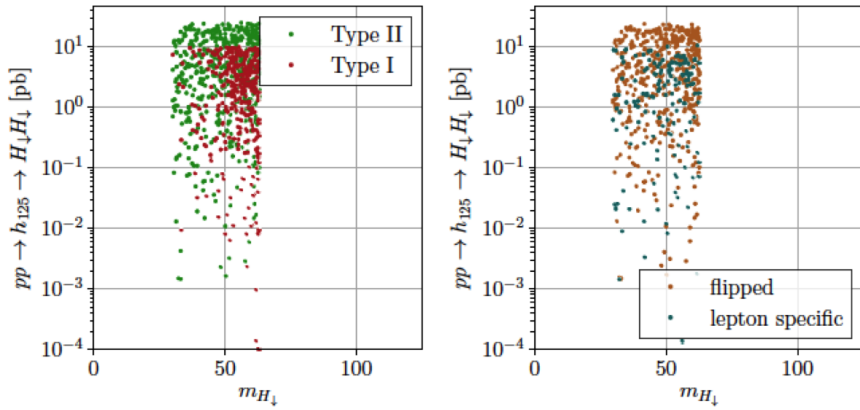 pp → h₁₂₅ → H↓H↓ [pb]
10¹
10⁰
10⁻¹
10⁻²
10⁻³
10⁻⁴
Type II
Type I
0
50
100
m_H↓
pp → h₁₂₅ → H↓H↓ [pb]
10¹
10⁰
10⁻¹
10⁻²
10⁻³
10⁻⁴
flipped
lepton specific
0
50
100
m_H↓